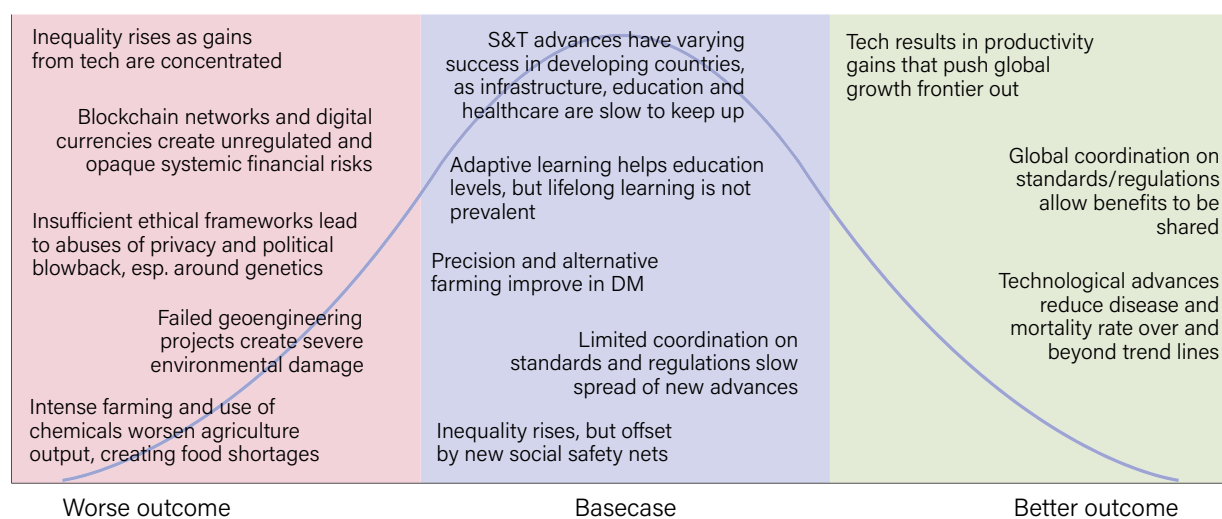 Inequality rises as gains
from tech are concentrated
Blockchain networks and digital
currencies create unregulated and
opaque systemic financial risks
Insufficient ethical frameworks lead
to abuses of privacy and political
blowback, esp. around genetics
Failed geoengineering
projects create severe
environmental damage
Intense farming and use of
chemicals worsen agriculture
output, creating food shortages
S&T advances have varying
success in developing countries,
as infrastructure, education and
healthcare are slow to keep up
Adaptive learning helps education
levels, but lifelong learning is not
prevalent
Precision and alternative
farming improve in DM
Limited coordination on
standards and regulations slow
spread of new advances
Inequality rises, but offset
by new social safety nets
Tech results in productivity
gains that push global
growth frontier out
Global coordination on
standards/regulations
allow benefits to be
shared
Technological advances
reduce disease and
mortality rate over and
beyond trend lines
Worse outcome
Basecase
Better outcome